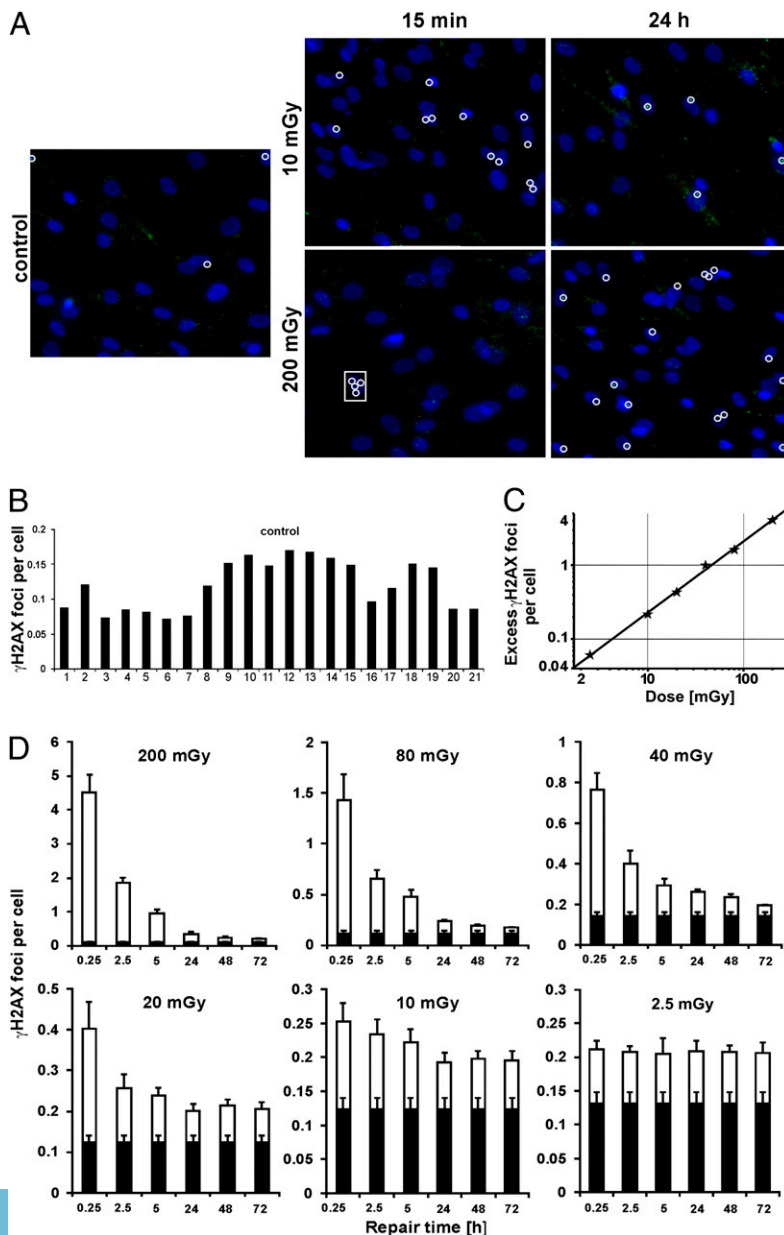 A
15 min
24 h
control
10 mGy
200 mGy
B
γH2AX foci per cell
control
0.2
0.15
0.1
0.05
0
1 2 3 4 5 6 7 8 9 10 11 12 13 14 15 16 17 18 19 20 21
C
Excess γH2AX foci
per cell
4
1
0.1
0.04
2 10 100
Dose [mGy]
D
γH2AX foci per cell
200 mGy
6
5
4
3
2
1
0
0.25 2.5 5 24 48 72
80 mGy
2
1.5
1
0.5
0
0.25 2.5 5 24 48 72
40 mGy
1
0.8
0.6
0.4
0.2
0
0.25 2.5 5 24 48 72
20 mGy
0.5
0.4
0.3
0.2
0.1
0
0.25 2.5 5 24 48 72
10 mGy
0.3
0.25
0.2
0.15
0.1
0.05
0
0.25 2.5 5 24 48 72
2.5 mGy
0.3
0.25
0.2
0.15
0.1
0.05
0
0.25 2.5 5 24 48 72
Repair time [h]